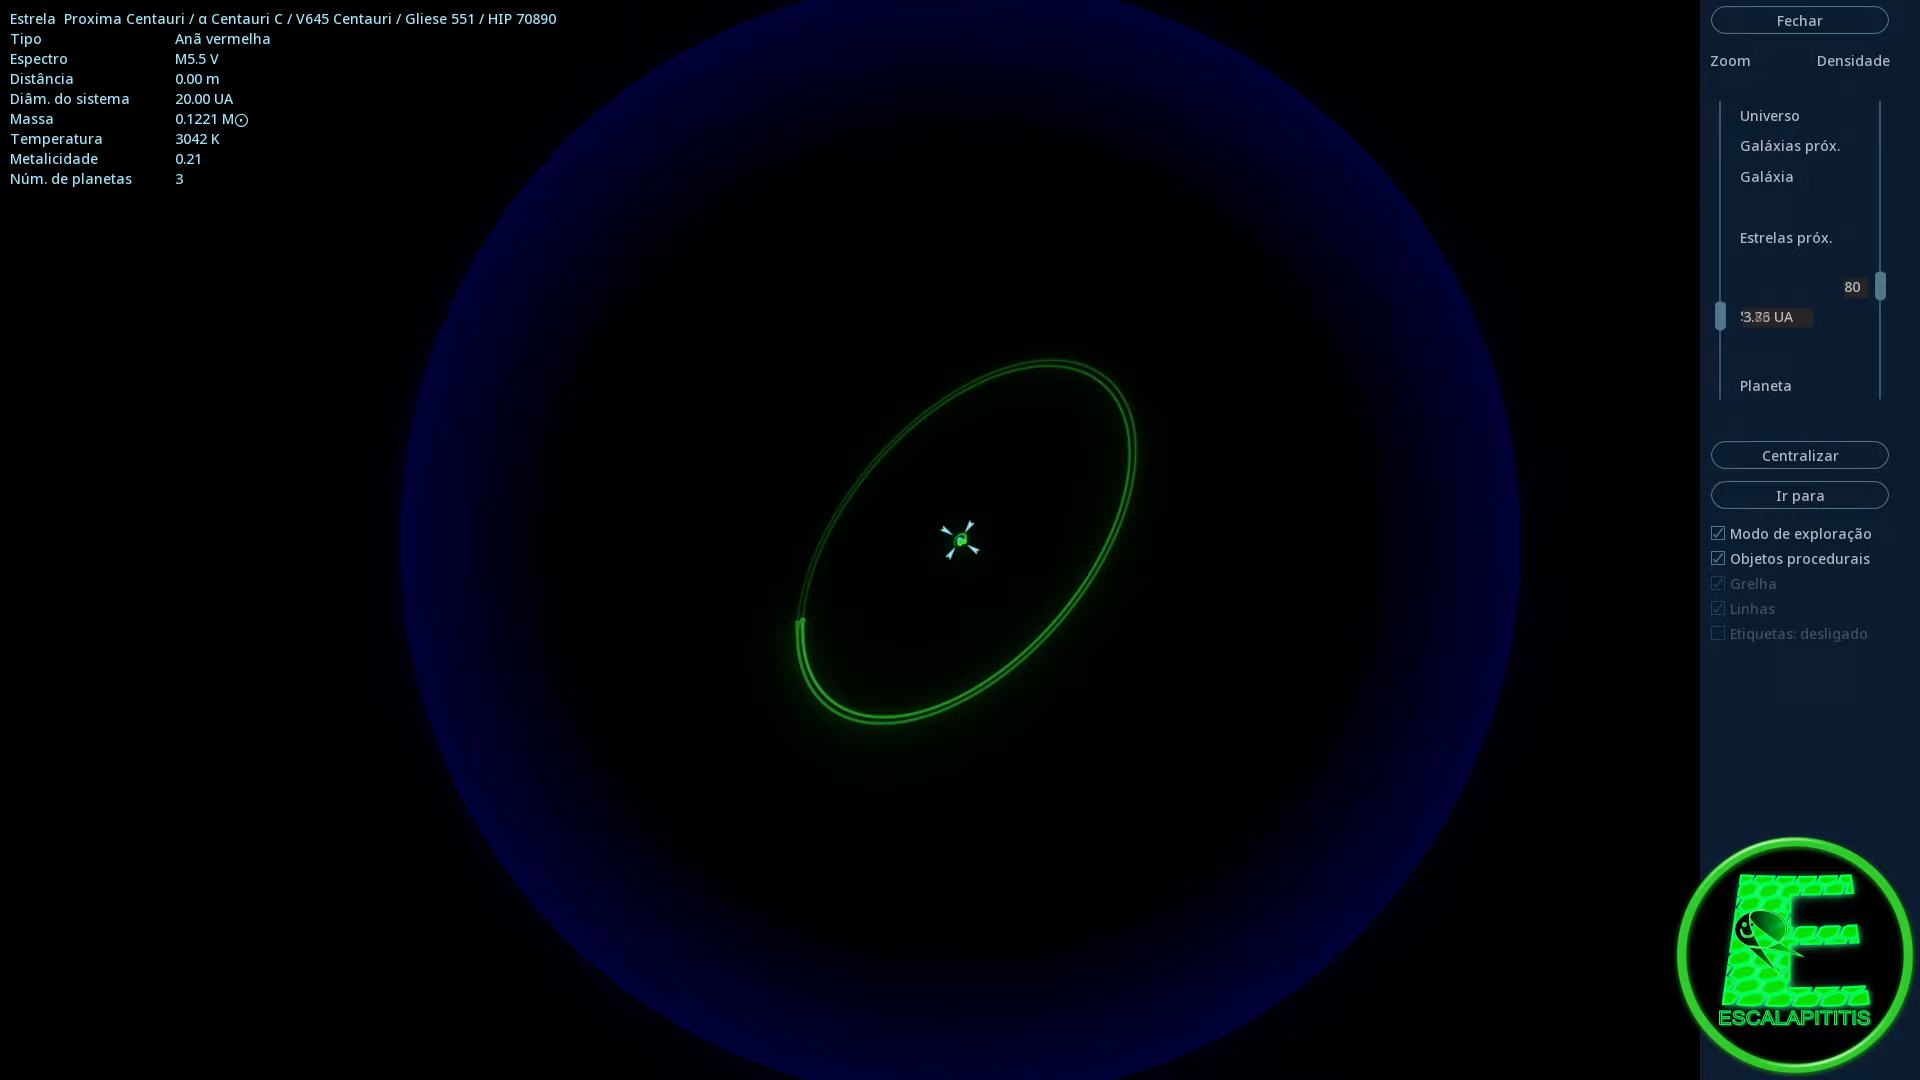 Estrela Proxima Centauri / α Centauri C / V645 Centauri / Gliese 551 / HIP 70890
Tipo Anã vermelha
Espectro M5.5 V
Distância 0.00 m
Diâm. do sistema 20.00 UA
Massa 0.1221 M☉
Temperatura 3042 K
Metalicidade 0.21
Núm. de planetas 3
Fechar
Zoom Densidade
Universo
Galáxias próx.
Galáxia
Estrelas próx.
80
UA
Planeta
Centralizar
Ir para
Modo de exploração
Objetos procedurais
Grelha
Linhas
Etiquetas: desligado
E
ESCALAPITITIS